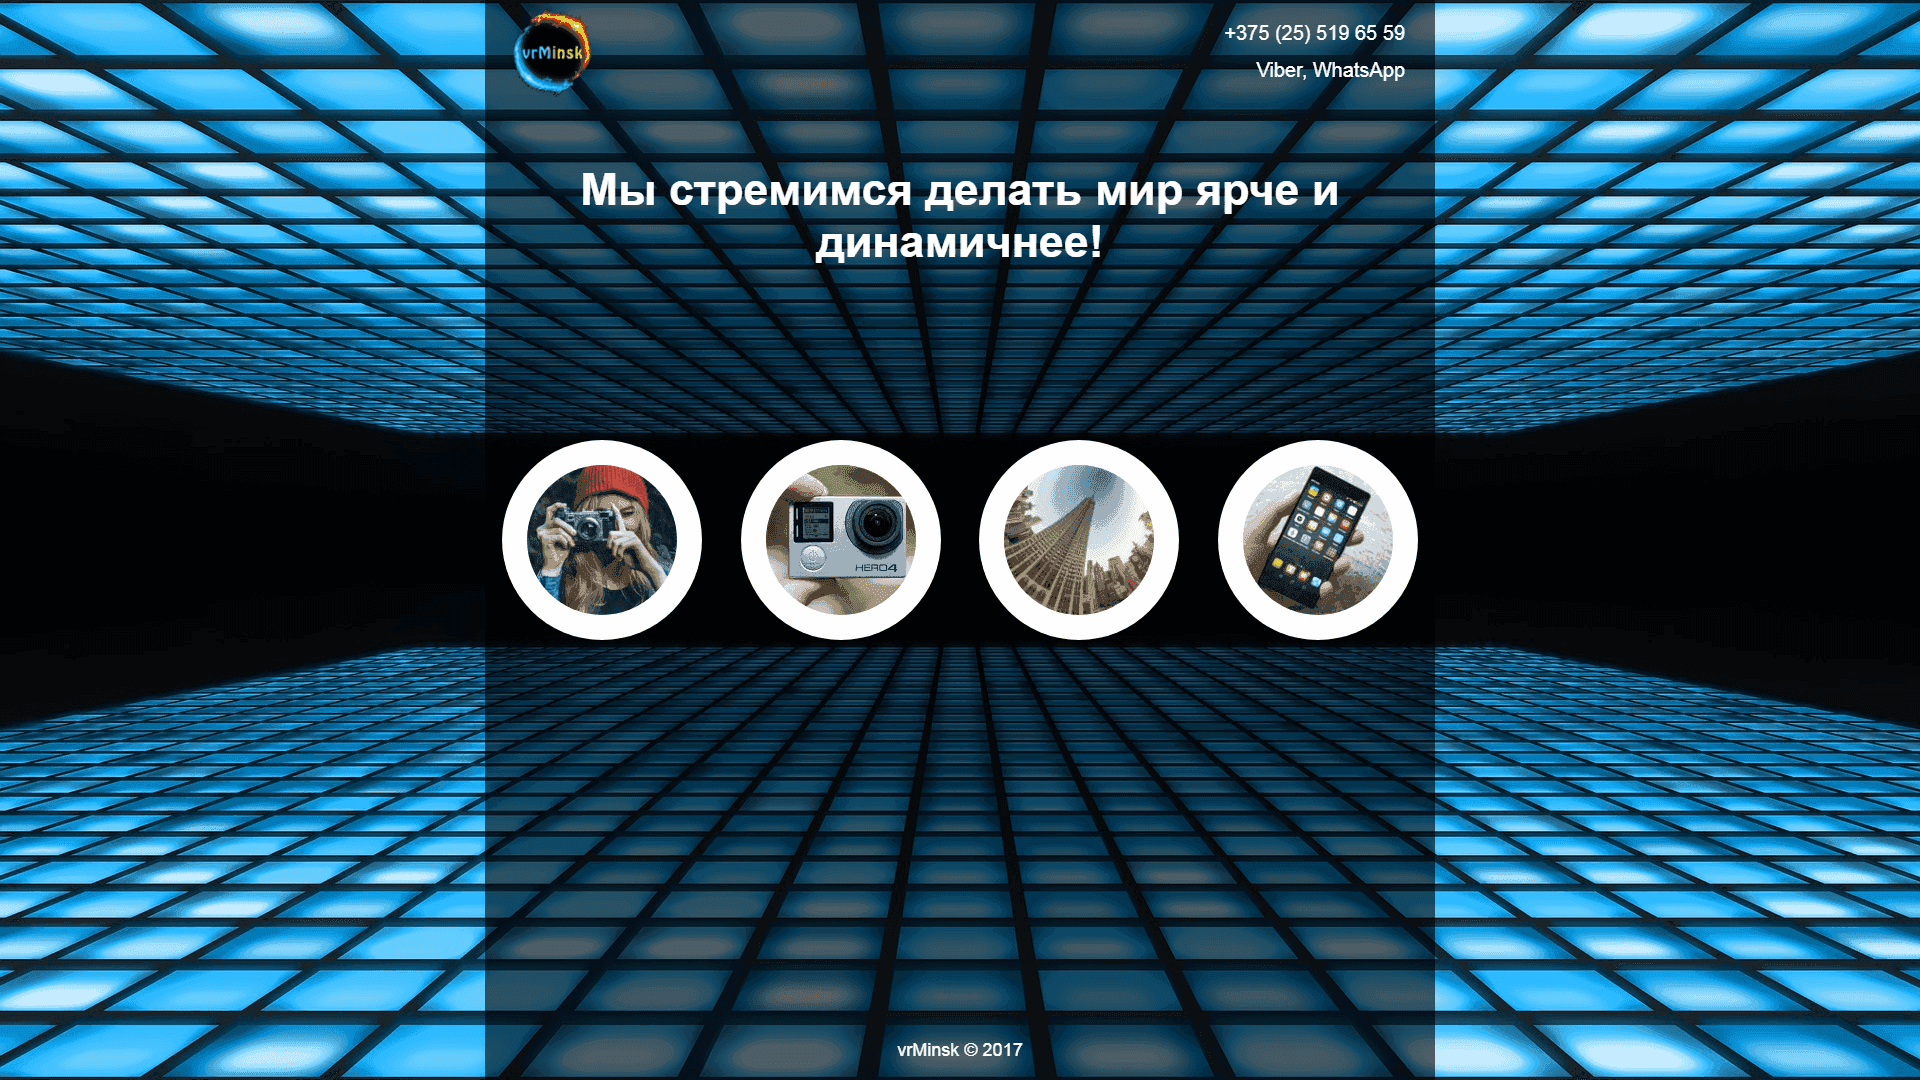 vrMinsk
+375 (25) 519 65 59
Viber, WhatsApp
Мы стремимся делать мир ярче и
динамичнее!
HERO4
vrMinsk © 2017